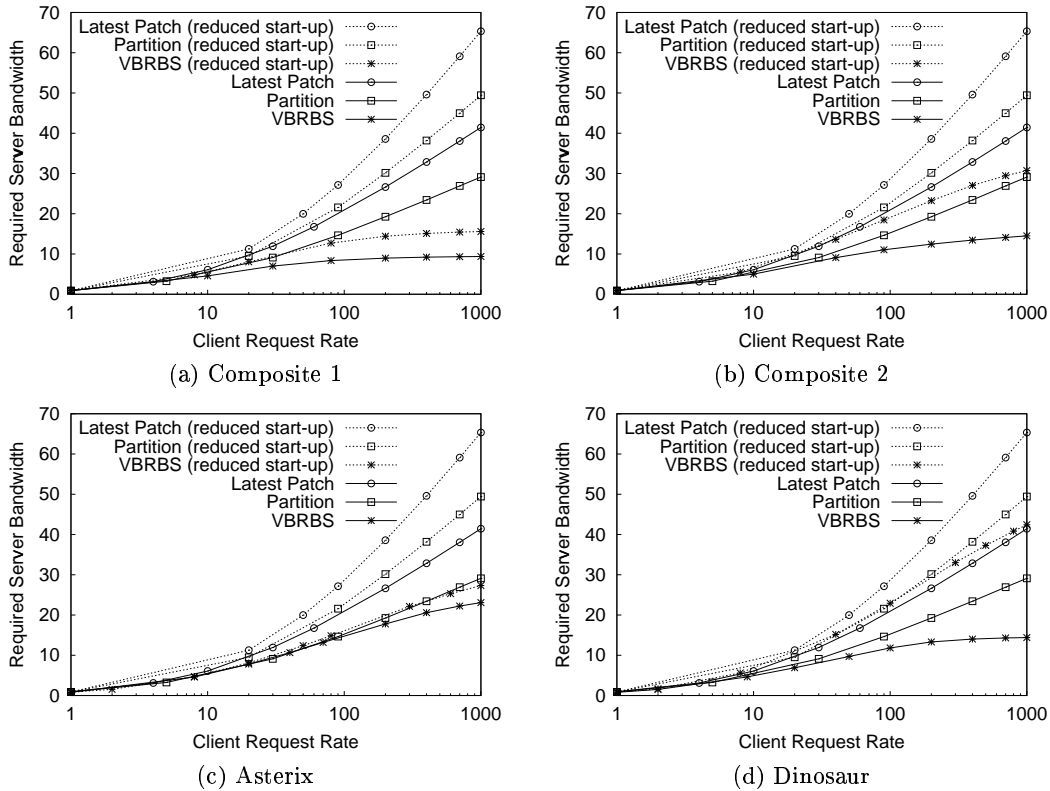 70
60
50
40
30
20
10
0
Required Server Bandwidth
Latest Patch (reduced start-up)
Partition (reduced start-up)
VBRBS (reduced start-up)
Latest Patch
Partition
VBRBS
1 10 100 1000
Client Request Rate
(a) Composite 1
70
60
50
40
30
20
10
0
Required Server Bandwidth
Latest Patch (reduced start-up)
Partition (reduced start-up)
VBRBS (reduced start-up)
Latest Patch
Partition
VBRBS
1 10 100 1000
Client Request Rate
(b) Composite 2
70
60
50
40
30
20
10
0
Required Server Bandwidth
Latest Patch (reduced start-up)
Partition (reduced start-up)
VBRBS (reduced start-up)
Latest Patch
Partition
VBRBS
1 10 100 1000
Client Request Rate
(c) Asterix
70
60
50
40
30
20
10
0
Required Server Bandwidth
Latest Patch (reduced start-up)
Partition (reduced start-up)
VBRBS (reduced start-up)
Latest Patch
Partition
VBRBS
1 10 100 1000
Client Request Rate
(d) Dinosaur